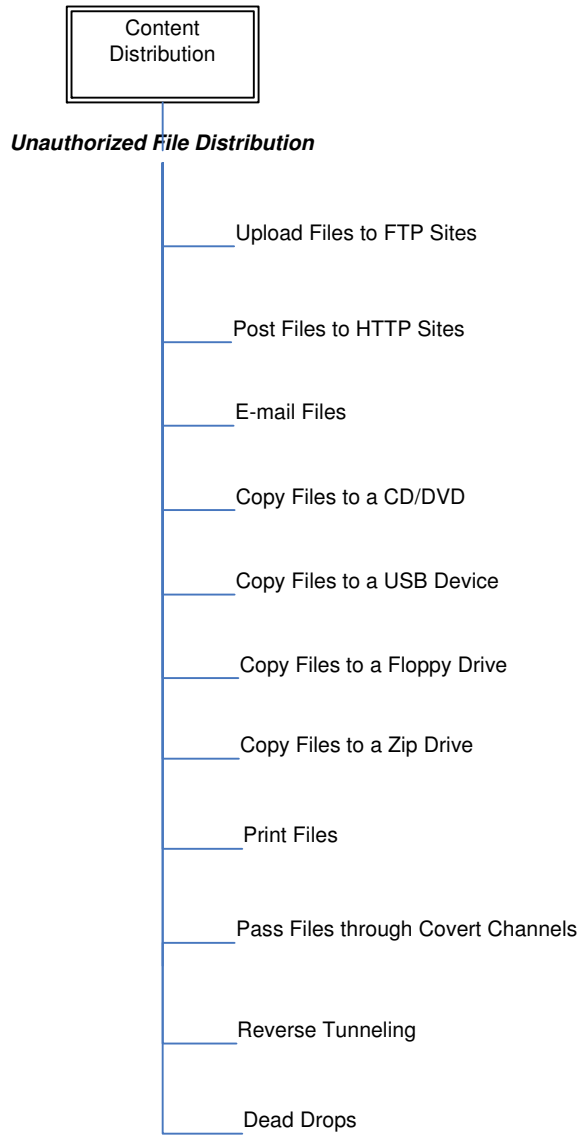 Content
Distribution
Unauthorized File Distribution
Upload Files to FTP Sites
Post Files to HTTP Sites
E-mail Files
Copy Files to a CD/DVD
Copy Files to a USB Device
Copy Files to a Floppy Drive
Copy Files to a Zip Drive
Print Files
Pass Files through Covert Channels
Reverse Tunneling
Dead Drops